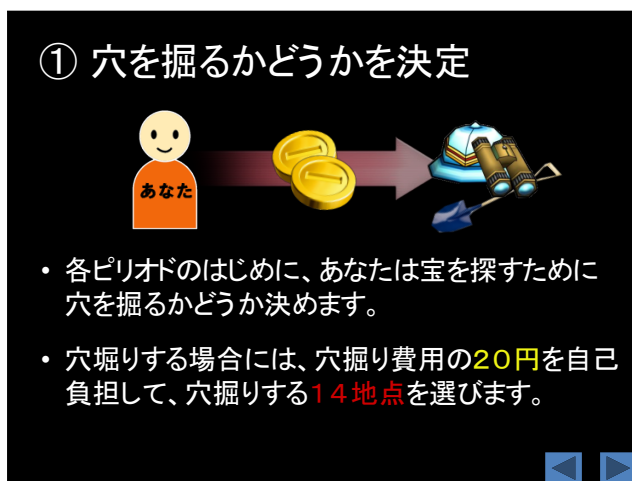 ① 穴を掘るかどうかを決定
あなた
• 各ピリオドのはじめに、あなたは宝を探すために
穴を掘るかどうか決めます。
• 穴堀りする場合には、穴掘り費用の２０円を自己
負担して、穴掘りする１４地点を選びます。